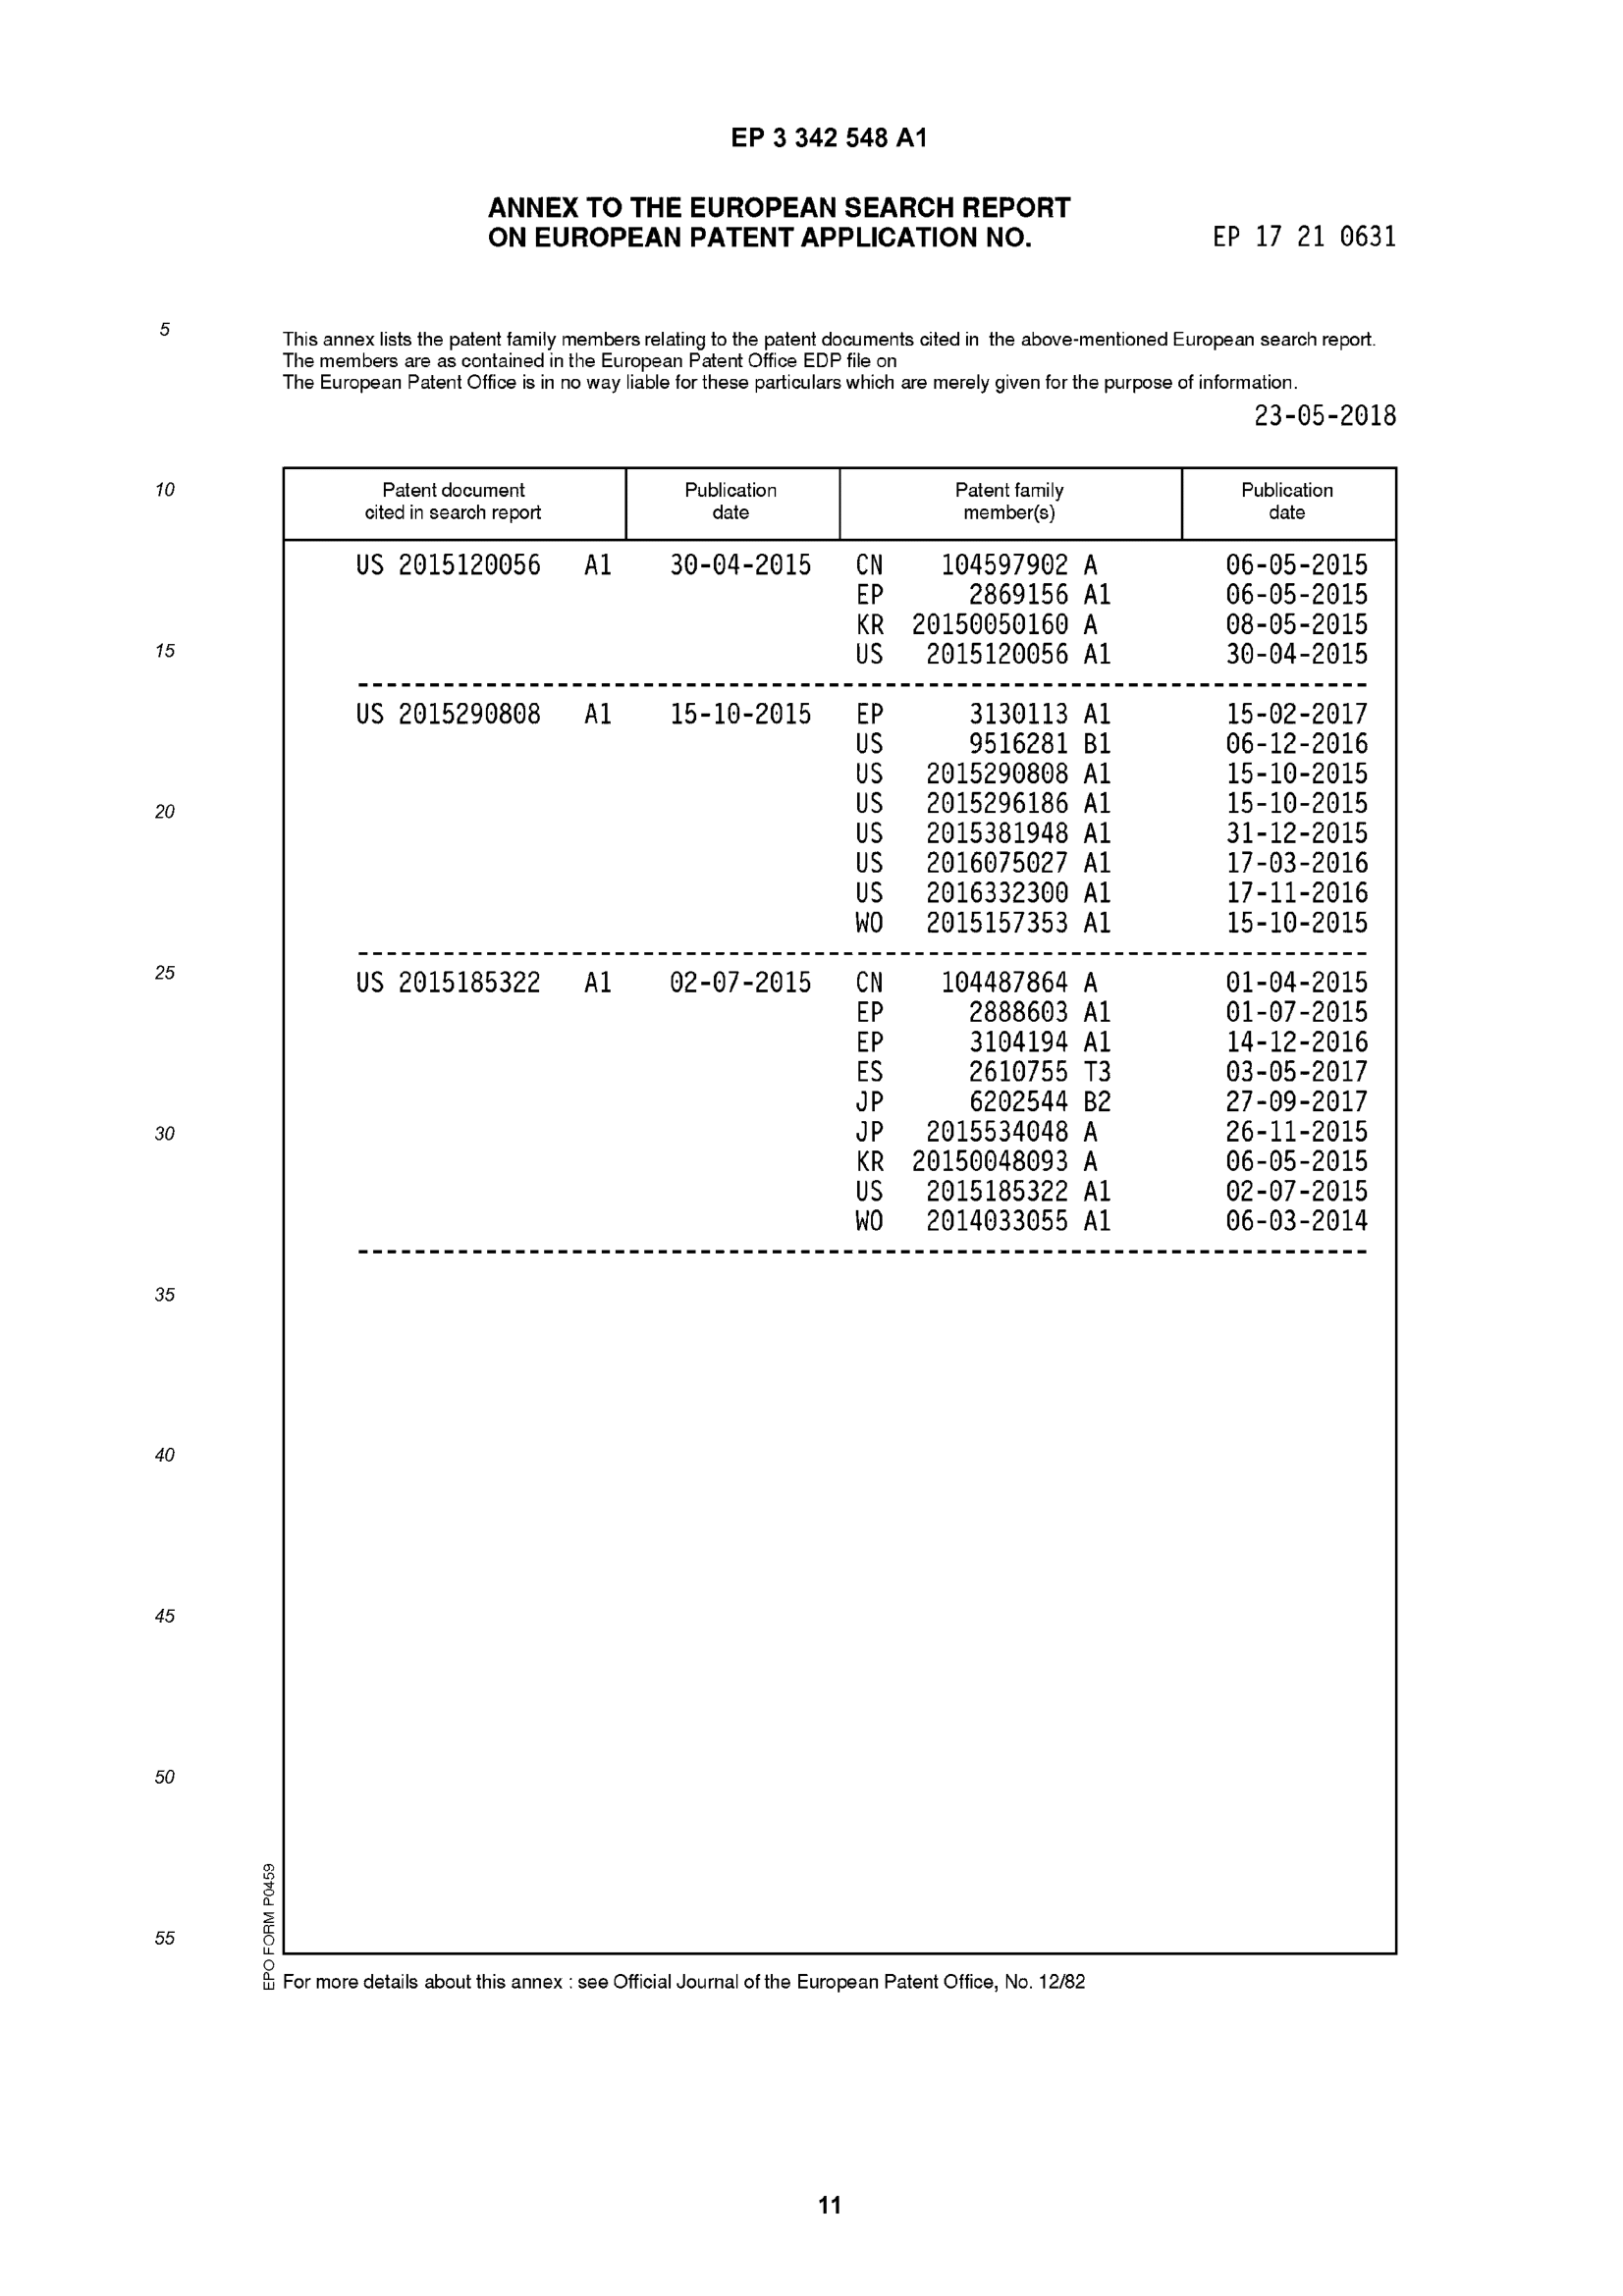 EP 3 342 548 A1
ANNEX TO THE EUROPEAN SEARCH REPORT
ON EUROPEAN PATENT APPLICATION NO. EP 17 21 0631
5
This annex lists the patent family members relating to the patent documents cited in the above-mentioned European search report.
The members are as contained in the European Patent Office EDP file on
The European Patent Office is in no way liable for these particulars which are merely given for the purpose of information.
23-05-2018
10
Patent document Publication Patent family Publication
cited in search report date member(s) date
US 2015120056 A1 30-04-2015 CN 104597902 A 06-05-2015
EP 2869156 A1 06-05-2015
KR 20150050160 A 08-05-2015
15
US 2015120056 A1 30-04-2015
US 2015290808 A1 15-10-2015 EP 3130113 A1 15-02-2017
US 9516281 B1 06-12-2016
US 2015290808 A1 15-10-2015
20
US 2015296186 A1 15-10-2015
US 2015381948 A1 31-12-2015
US 2016075027 A1 17-03-2016
US 2016332300 A1 17-11-2016
WO 2015157353 A1 15-10-2015
25
US 2015185322 A1 02-07-2015 CN 104487864 A 01-04-2015
EP 2888603 A1 01-07-2015
EP 3104194 A1 14-12-2016
ES 2610755 T3 03-05-2017
JP 6202544 B2 27-09-2017
30
JP 2015534048 A 26-11-2015
KR 20150048093 A 06-05-2015
US 2015185322 A1 02-07-2015
WO 2014033055 A1 06-03-2014
35
40
45
50
55
EPO FORM P0459
For more details about this annex : see Official Journal of the European Patent Office, No. 12/82
11